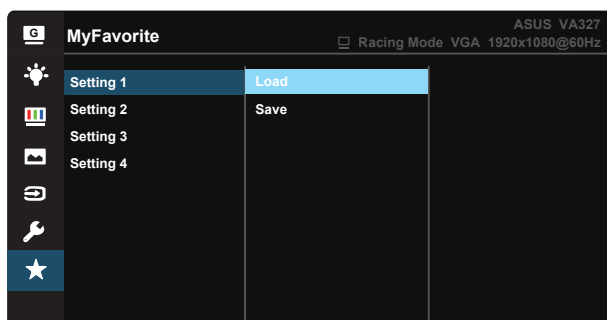 G
MyFavorite
ASUS VA327
Racing Mode VGA 1920x1080@60Hz
Setting 1
Load
Setting 2
Save
Setting 3
Setting 4